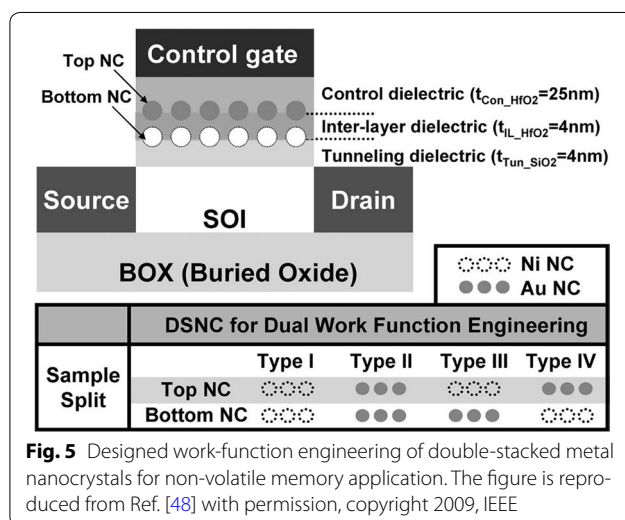 Control gate
Top NC
Bottom NC
Control dielectric (tCon_HfO2=25nm)
Inter-layer dielectric (tIL_HfO2=4nm)
Tunneling dielectric (tTun_SiO2=4nm)
Source
SOI
Drain
BOX (Buried Oxide)
Ni NC
Au NC
DSNC for Dual Work Function Engineering
Sample Split
Type I Type II Type III Type IV
Top NC
Bottom NC
Fig. 5 Designed work-function engineering of double-stacked metal
nanocrystals for non-volatile memory application. The figure is repro-
duced from Ref. [48] with permission, copyright 2009, IEEE